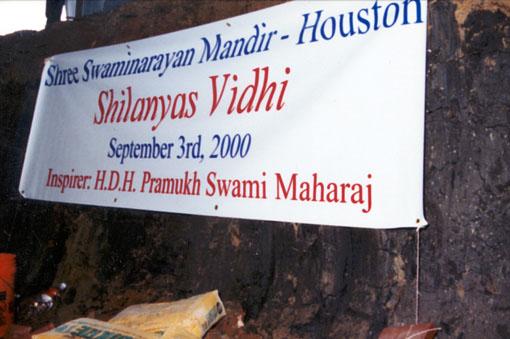 Shree Swaminarayan Mandir - Houston
Shilanyas Vidhi
September 3rd, 2000
Inspirer: H.D.H. Pramukh Swami Maharaj